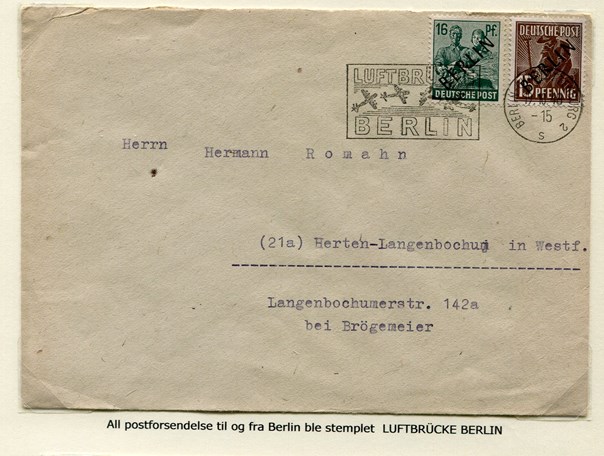 16 Pf. BERLIN DEUTSCHE POST
DEUTSCHE POST BERLIN PFENNIG
LUFTBRÜCKE
BERLIN
-15
S
2
Herrn Hermann Romahn
(21a) Herten-Langenbochum in Westf.
Langenbochumerstr. 142a
bei Brögemeier
All postforsendelse til og fra Berlin ble stemplet LUFTBRÜCKE BERLIN